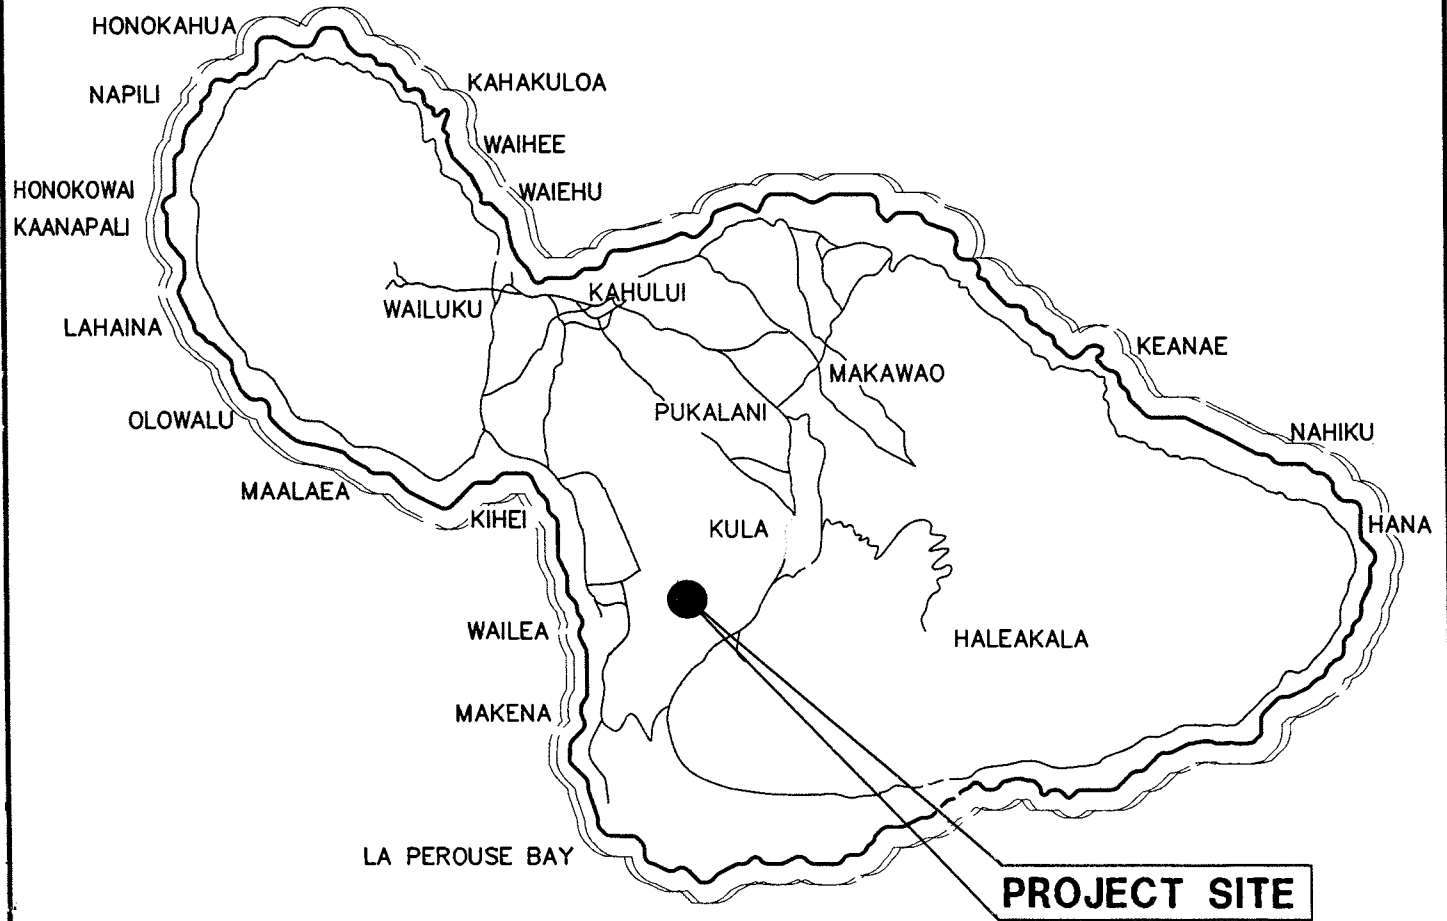 HONOKAHUA
KAHAKULOA
NAPILI
WAIHEE
HONOKOWAI
WAIEHU
KAANAPALI
KAHULUI
WAILUKU
LAHAINA
KEANAE
MAKAWAO
PUKALANI
OLOWALU
NAHIKU
MAALAEA
KIHEI
KULA
HANA
WAILEA
HALEAKALA
MAKENA
LA PEROUSE BAY
PROJECT SITE